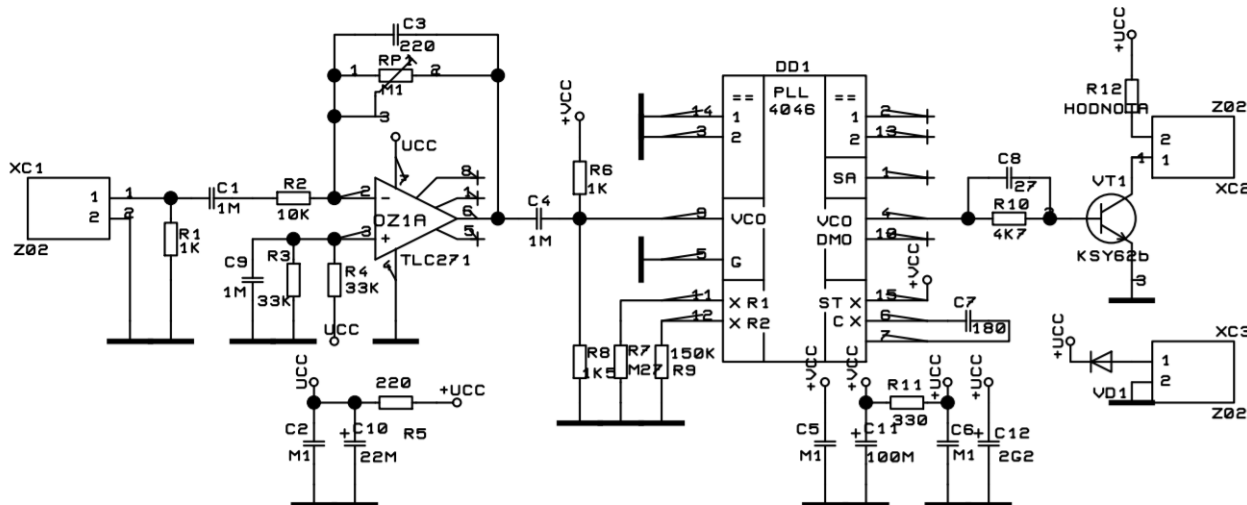 XC1
1 1
2 2
Z02
R1
1K
C1
1M
R2
10K
C3
220
RP1
1 2
M1
3
UCC
7
8
1
2 -
6
OZ1A
5
3 +
4
TLC271
C9
1M
R3
33K
R4
33K
UCC
C4
1M
+VCC
R6
1K
R8
1K5
R7
M27
150K
R9
DD1
PLL
4046
== ==
14 1 1 2
3 2 2 13
SA 1
9 VCO VCO 4
DMO 10
5 G
+VCC
11 X R1 ST X 15
12 X R2 C X 6
7
C7
180
C8
27
R10
4K7
2
VT1
1
KSY62b
3
+UCC
R12
HODNOTA
Z02
2
1
XC2
+UCC
VD1
XC3
1
2
Z02
UCC
220
+UCC
R5
C2
M1
+C10
22M
+VCC
C5
M1
+VCC
+C11
100M
R11
330
+UCC
C6
M1
+UCC
+C12
2G2